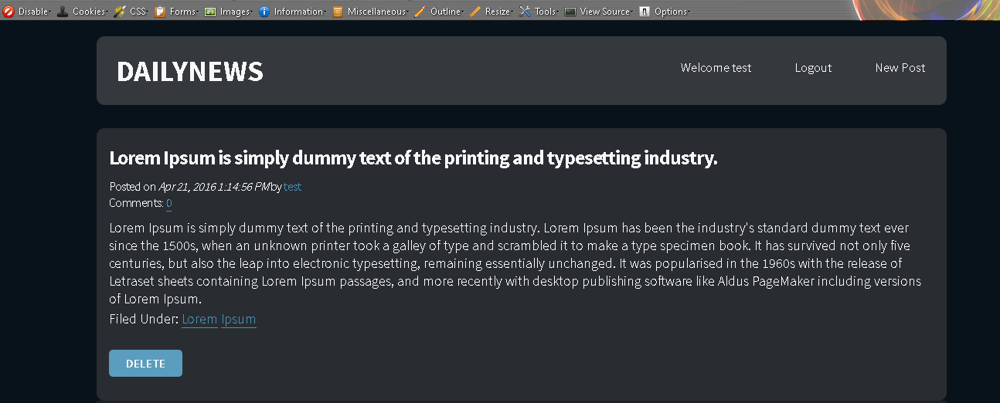 Disable Cookies CSS Forms Images Information Miscellaneous Outline Resize Tools View Source Options
DAILYNEWS
Welcome test Logout New Post
Lorem Ipsum is simply dummy text of the printing and typesetting industry.
Posted on Apr 21, 2016 1:14:56 PM by test
Comments: 0
Lorem Ipsum is simply dummy text of the printing and typesetting industry. Lorem Ipsum has been the industry's standard dummy text ever
since the 1500s, when an unknown printer took a galley of type and scrambled it to make a type specimen book. It has survived not only five
centuries, but also the leap into electronic typesetting, remaining essentially unchanged. It was popularised in the 1960s with the release of
Letraset sheets containing Lorem Ipsum passages, and more recently with desktop publishing software like Aldus PageMaker including versions
of Lorem Ipsum.
Filed Under: Lorem Ipsum
DELETE